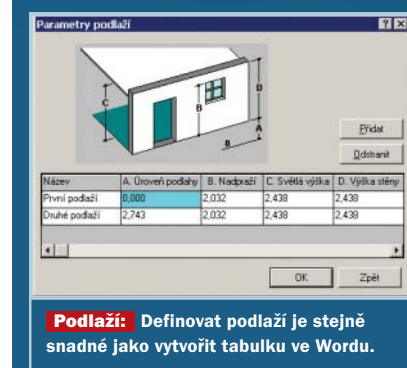 Parametry podlaží
C
B
D
A
0
Přidat
Odstranit
Název A. Úroveň podlahy B. Nadpraží C. Světlá výška D. Výška stěny
První podlaží 0,000 2,032 2,438 2,438
Druhé podlaží 2,743 2,032 2,438 2,438
OK Zpět
Podlaží: Definovat podlaží je stejně
snadné jako vytvořit tabulku ve Wordu.